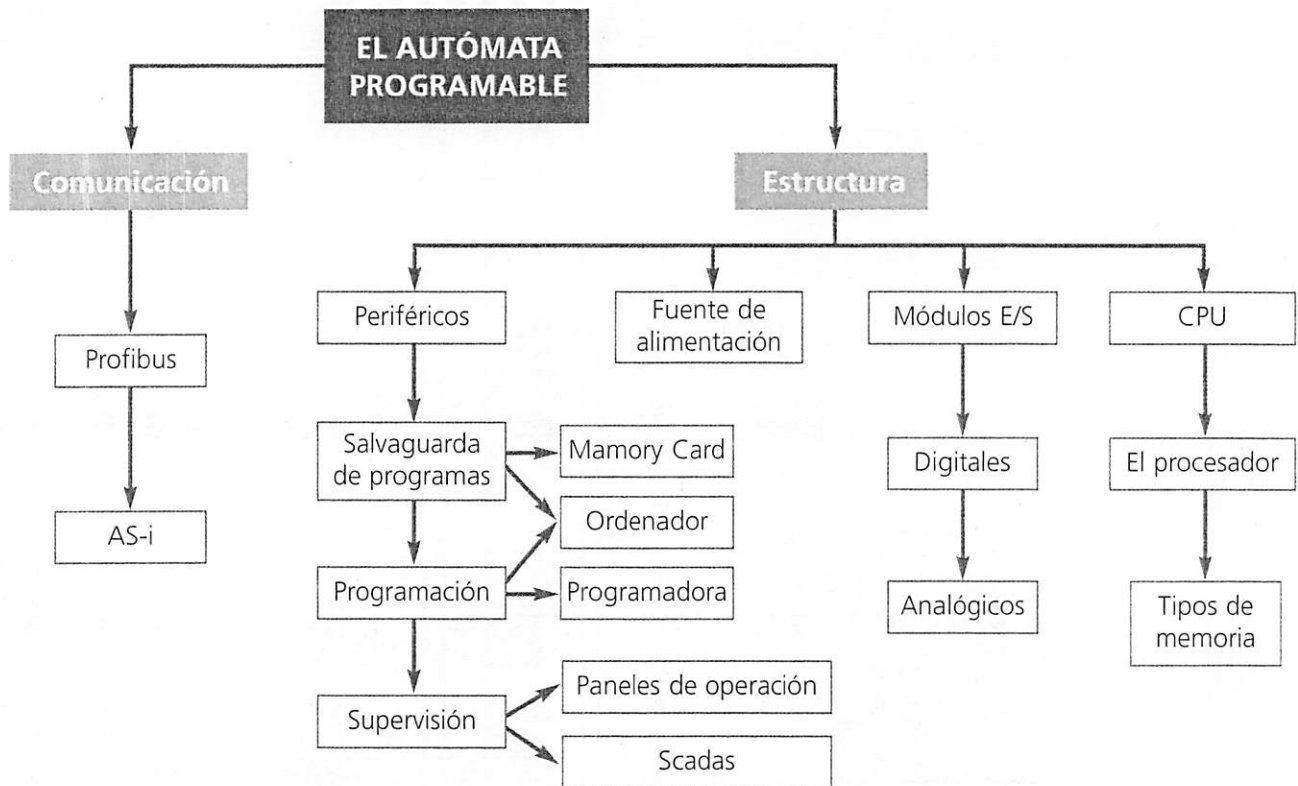 EL AUTÓMATA
PROGRAMABLE
Comunicación
Estructura
Periféricos
Fuente de
alimentación
Módulos E/S
CPU
Profibus
Salvaguarda
de programas
Mamory Card
Digitales
El procesador
AS-i
Ordenador
Programación
Programadora
Analógicos
Tipos de
memoria
Paneles de operación
Supervisión
Scadas